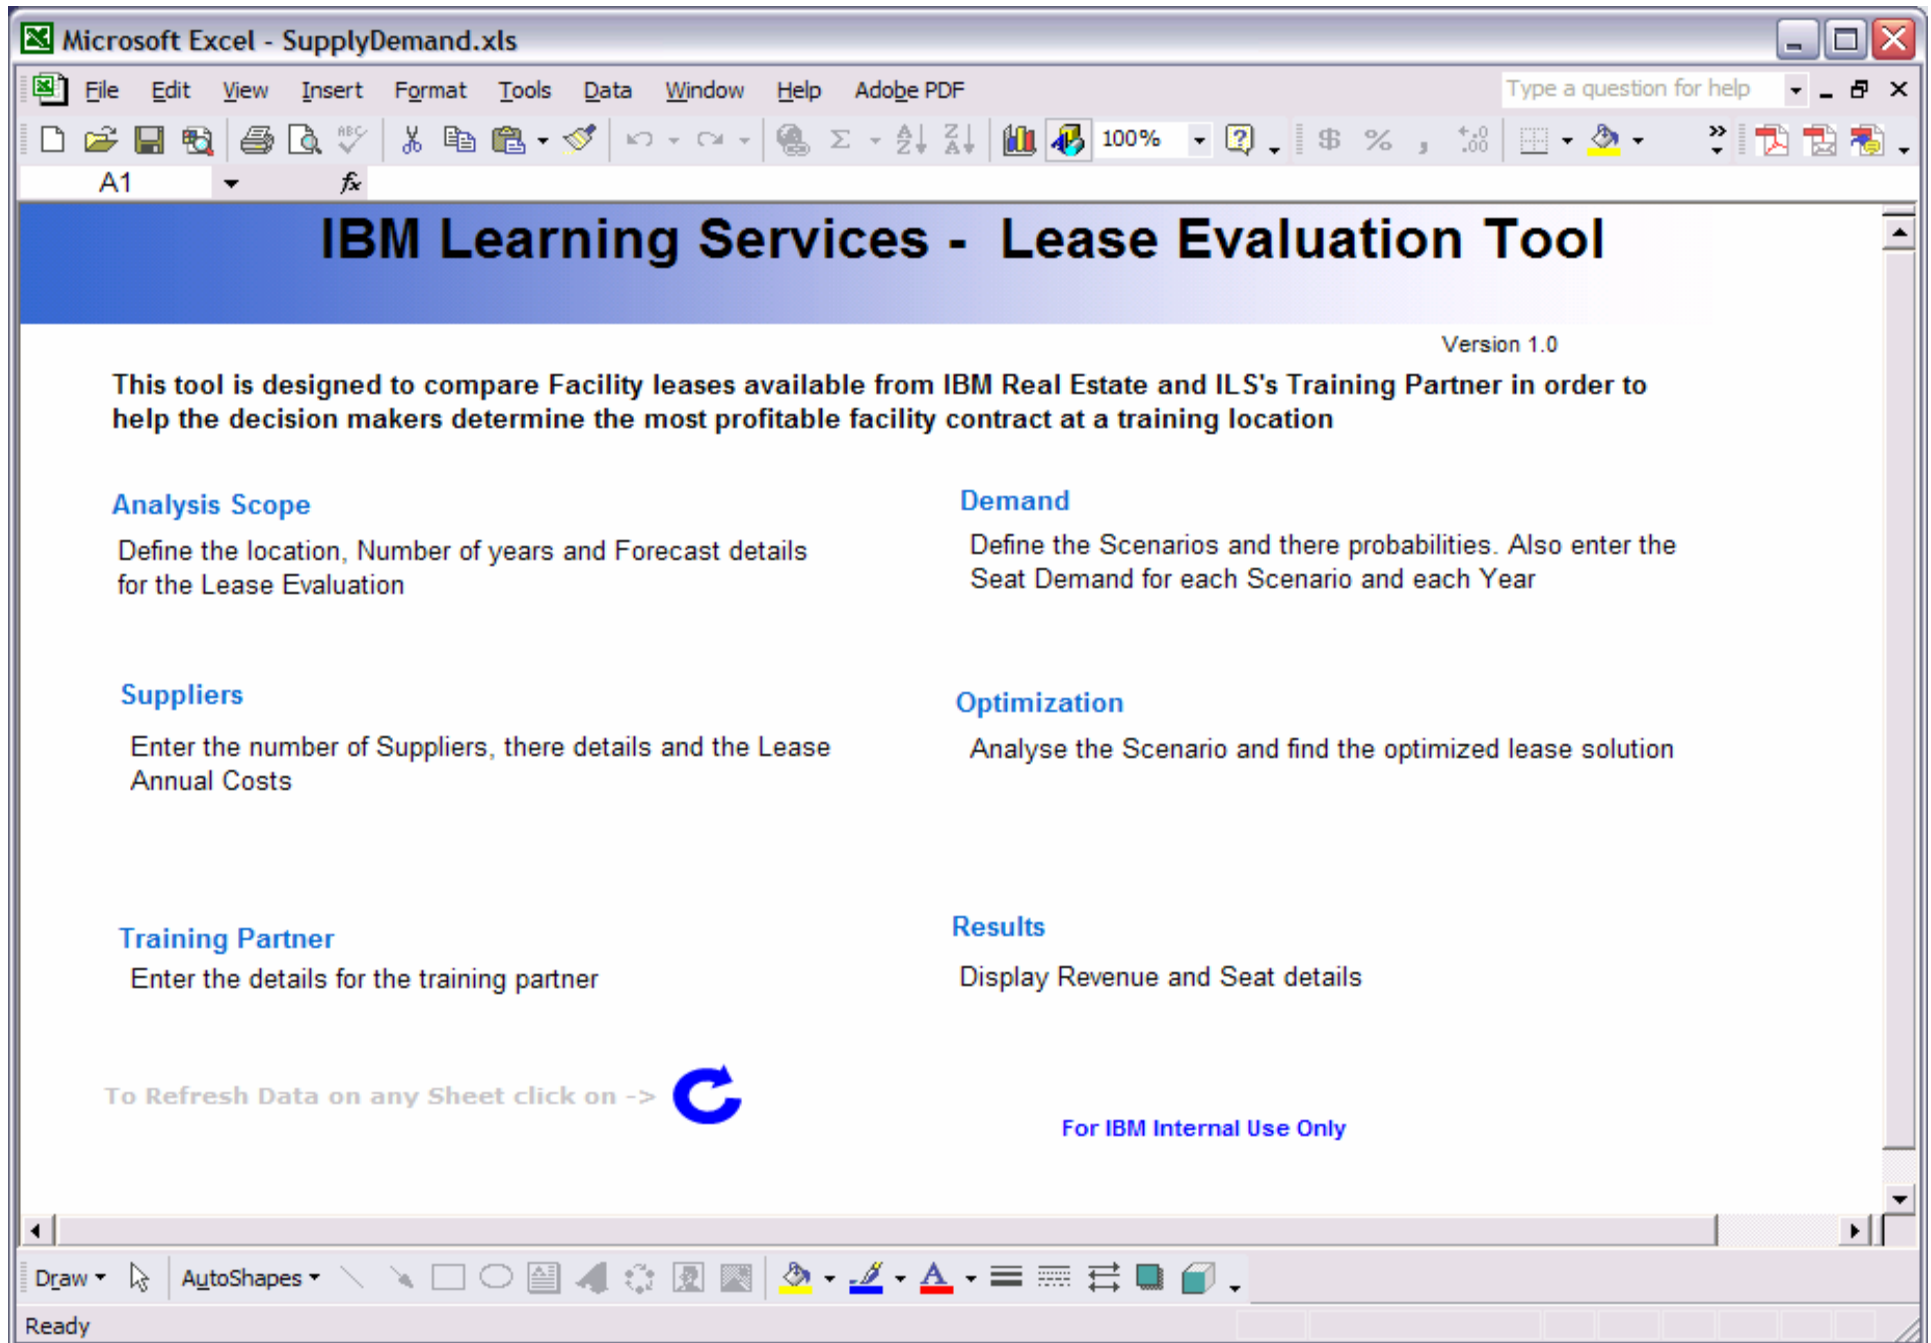 Microsoft Excel - SupplyDemand.xls
File Edit View Insert Format Tools Data Window Help Adobe PDF Type a question for help
ABC Σ A Z Z A 100% ? $ % , .0 .00
A1 fx
IBM Learning Services - Lease Evaluation Tool
Version 1.0
This tool is designed to compare Facility leases available from IBM Real Estate and ILS's Training Partner in order to
help the decision makers determine the most profitable facility contract at a training location
Analysis Scope
Define the location, Number of years and Forecast details
for the Lease Evaluation
Demand
Define the Scenarios and there probabilities. Also enter the
Seat Demand for each Scenario and each Year
Suppliers
Enter the number of Suppliers, there details and the Lease
Annual Costs
Optimization
Analyse the Scenario and find the optimized lease solution
Training Partner
Enter the details for the training partner
Results
Display Revenue and Seat details
To Refresh Data on any Sheet click on ->
For IBM Internal Use Only
Draw AutoShapes A
Ready